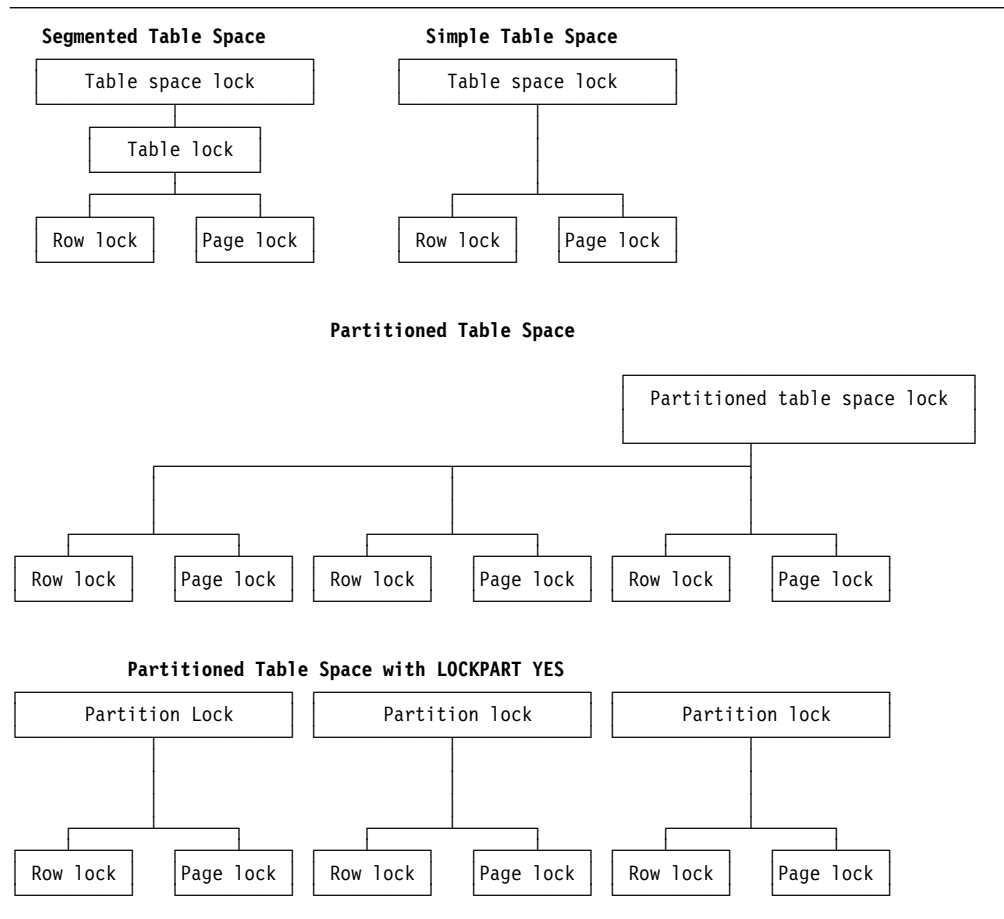 Segmented Table Space
Simple Table Space
Table space lock
Table space lock
Table lock
Row lock
Page lock
Row lock
Page lock
Partitioned Table Space
Partitioned table space lock
Row lock
Page lock
Row lock
Page lock
Row lock
Page lock
Partitioned Table Space with LOCKPART YES
Partition Lock
Partition lock
Partition lock
Row lock
Page lock
Row lock
Page lock
Row lock
Page lock